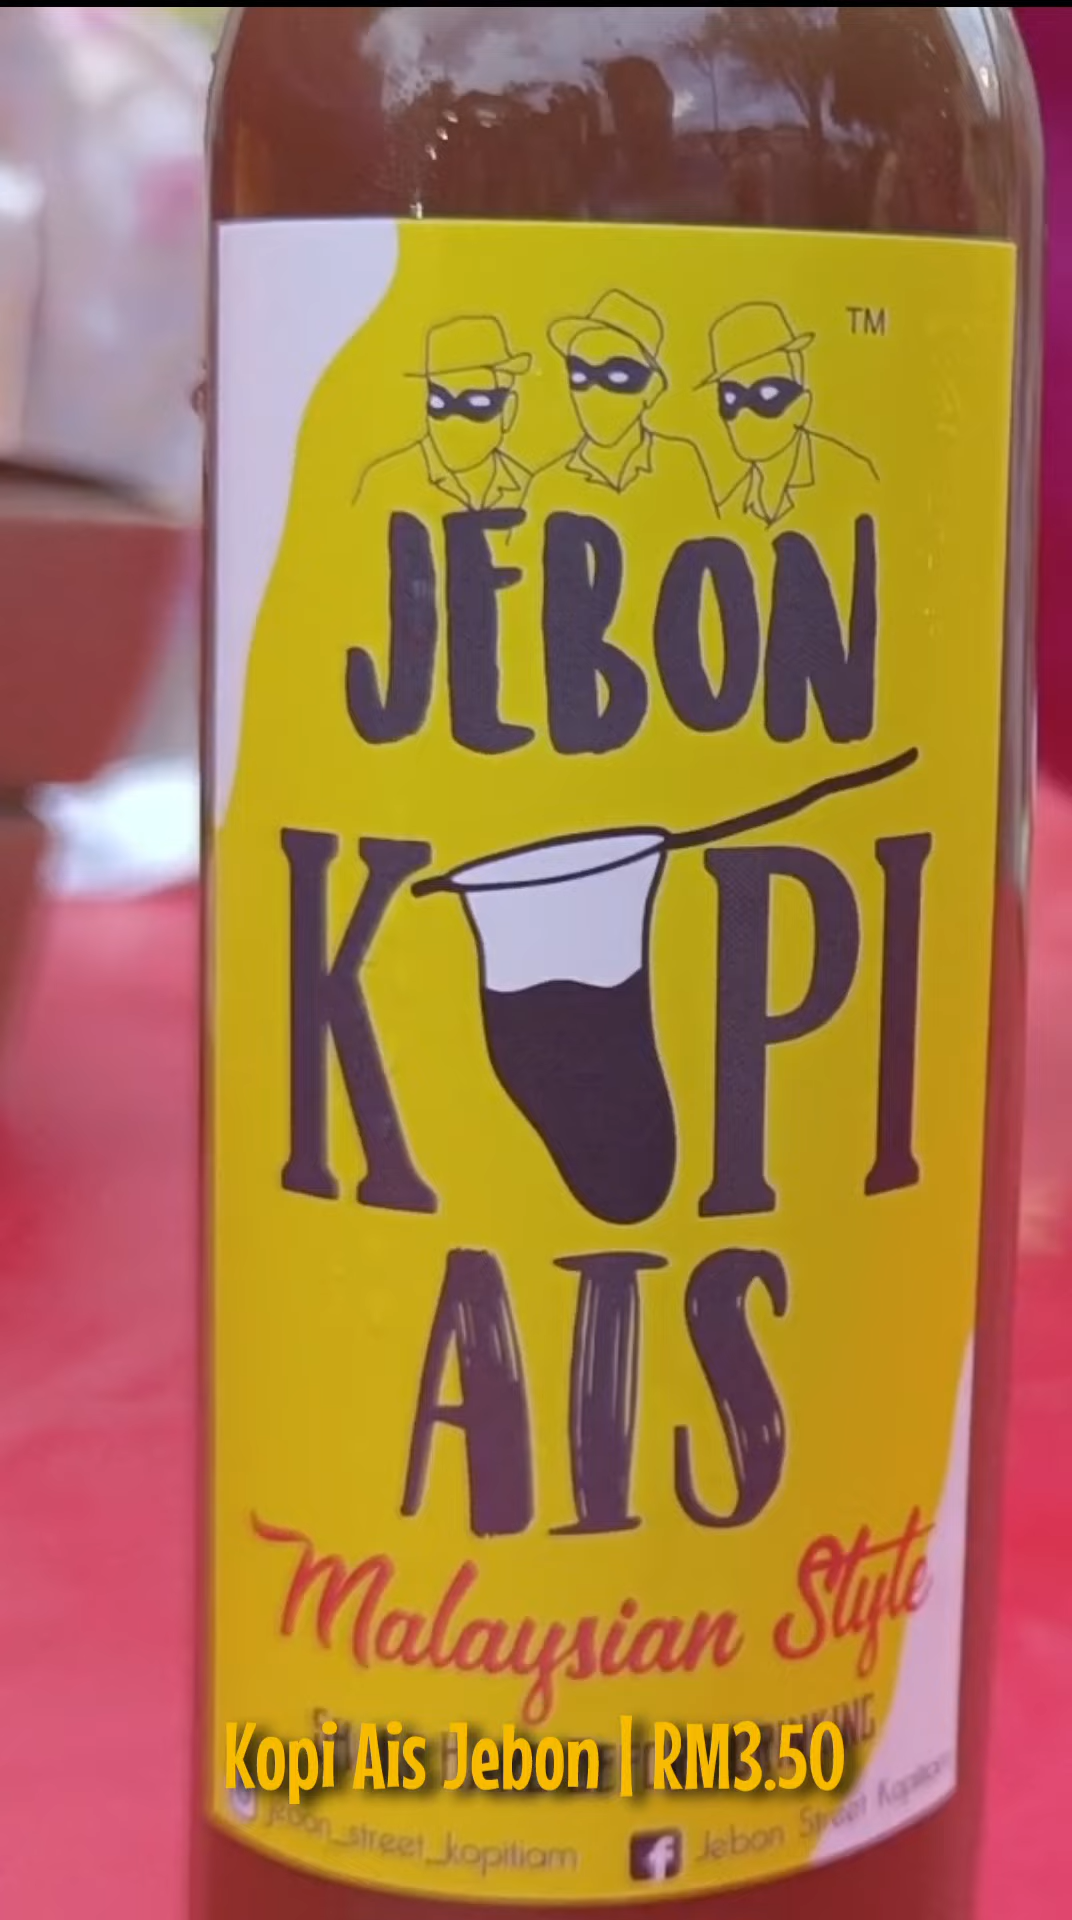 TM
JEBON
KOPI
AIS
Malaysian Style
Kopi Ais Jebon | RM3.50
jebon_street_kopitiam
Jebon Street Kopitiam